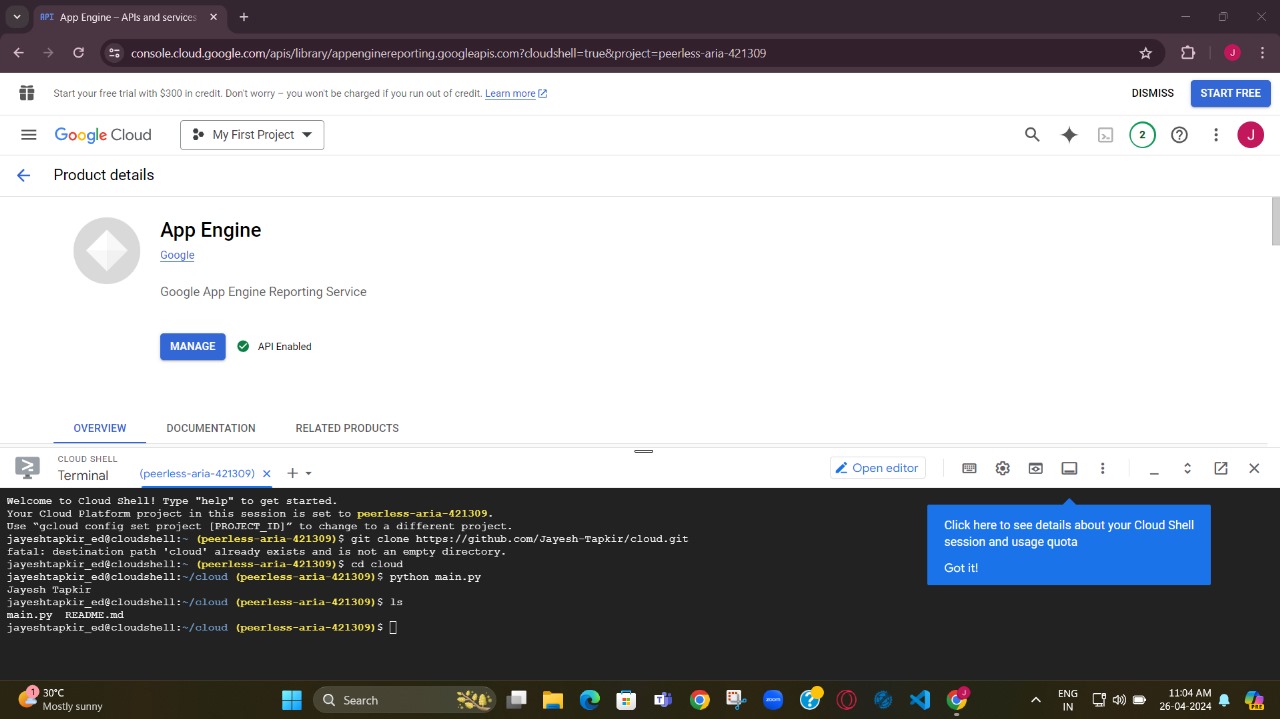 API App Engine – APIs and services
console.cloud.google.com/apis/library/appenginereporting.googleapis.com?cloudshell=true&project=peerless-aria-421309
J
Start your free trial with $300 in credit. Don't worry – you won't be charged if you run out of credit. Learn more
DISMISS
START FREE
Google Cloud
My First Project
2
J
Product details
App Engine
Google
Google App Engine Reporting Service
MANAGE
API Enabled
OVERVIEW
DOCUMENTATION
RELATED PRODUCTS
CLOUD SHELL
Terminal
(peerless-aria-421309)
Open editor
Welcome to Cloud Shell! Type "help" to get started.
Your Cloud Platform project in this session is set to peerless-aria-421309.
Use “gcloud config set project [PROJECT_ID]” to change to a different project.
jayeshtapkir_ed@cloudshell:~ (peerless-aria-421309)$ git clone https://github.com/Jayesh-Tapkir/cloud.git
fatal: destination path 'cloud' already exists and is not an empty directory.
jayeshtapkir_ed@cloudshell:~ (peerless-aria-421309)$ cd cloud
jayeshtapkir_ed@cloudshell:~/cloud (peerless-aria-421309)$ python main.py
Jayesh Tapkir
jayeshtapkir_ed@cloudshell:~/cloud (peerless-aria-421309)$ ls
main.py  README.md
jayeshtapkir_ed@cloudshell:~/cloud (peerless-aria-421309)$
Click here to see details about your Cloud Shell
session and usage quota
Got it!
1
30°C
Mostly sunny
Search
zoom
J
ENG
IN
11:04 AM
26-04-2024
PRE